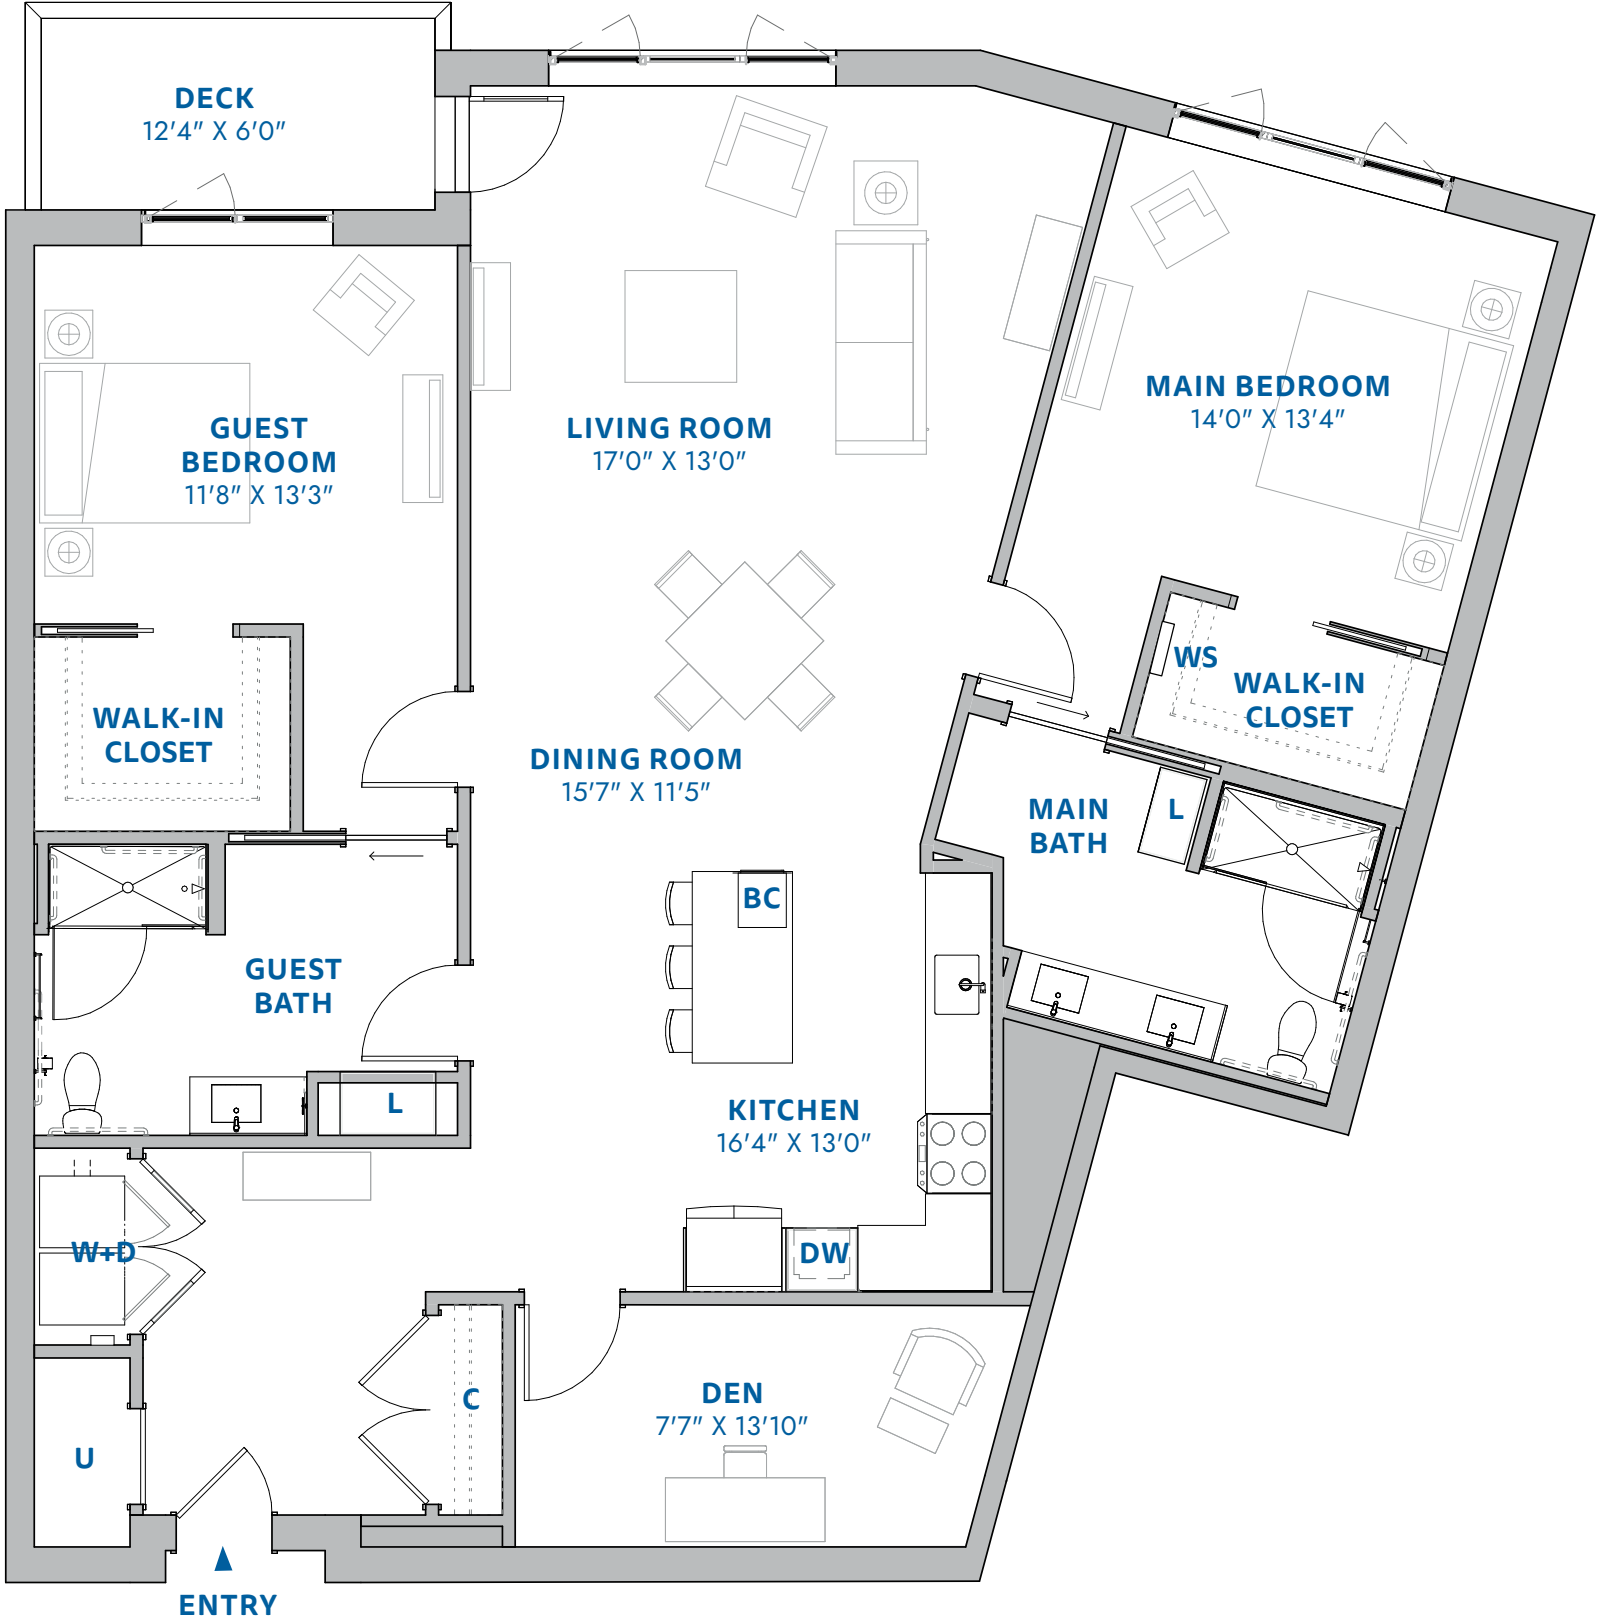 DECK
12'4" X 6'0"
GUEST
BEDROOM
11'8" X 13'3"
LIVING ROOM
17'0" X 13'0"
MAIN BEDROOM
14'0" X 13'4"
WALK-IN
CLOSET
WS
WALK-IN
CLOSET
DINING ROOM
15'7" X 11'5"
MAIN
BATH
L
BC
GUEST
BATH
L
KITCHEN
16'4" X 13'0"
W+D
DW
C
DEN
7'7" X 13'10"
U
ENTRY